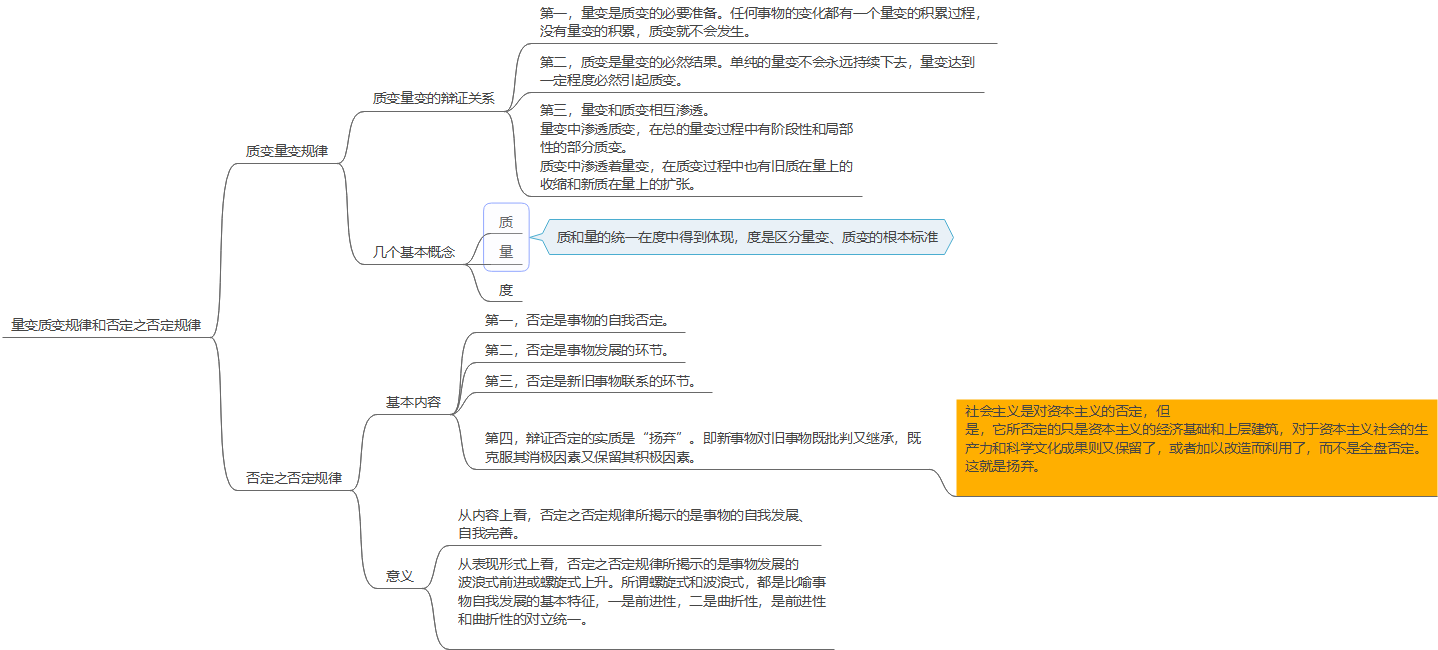 量变质变规律和否定之否定规律
质变量变规律
质变量变的辩证关系
第一，量变是质变的必要准备。任何事物的变化都有一个量变的积累过程，
没有量变的积累，质变就不会发生。
第二，质变是量变的必然结果。单纯的量变不会永远持续下去，量变达到
一定程度必然引起质变。
第三，量变和质变相互渗透。
量变中渗透质变，在总的量变过程中有阶段性和局部
性的部分质变。
质变中渗透着量变，在质变过程中也有旧质在量上的
收缩和新质在量上的扩张。
几个基本概念
质
量
度
质和量的统一在度中得到体现，度是区分量变、质变的根本标准
否定之否定规律
基本内容
第一，否定是事物的自我否定。
第二，否定是事物发展的环节。
第三，否定是新旧事物联系的环节。
第四，辩证否定的实质是“扬弃”。即新事物对旧事物既批判又继承，既
克服其消极因素又保留其积极因素。
社会主义是对资本主义的否定，但
是，它所否定的只是资本主义的经济基础和上层建筑，对于资本主义社会的生
产力和科学文化成果则又保留了，或者加以改造而利用了，而不是全盘否定。
这就是扬弃。
意义
从内容上看，否定之否定规律所揭示的是事物的自我发展、
自我完善。
从表现形式上看，否定之否定规律所揭示的是事物发展的
波浪式前进或螺旋式上升。所谓螺旋式和波浪式，都是比喻事
物自我发展的基本特征，一是前进性，二是曲折性，是前进性
和曲折性的对立统一。